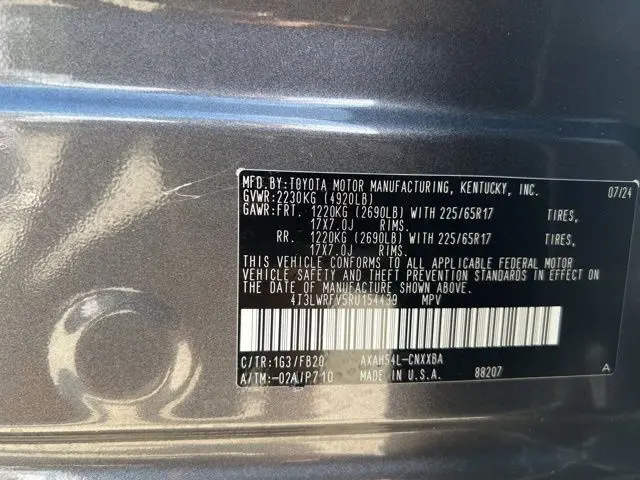 MFD.BY:TOYOTA MOTOR MANUFACTURING, KENTUCKY, INC. 07/24
GVWR:2230KG (4920LB)
GAWR:FRT. 1220KG (2690LB) WITH 225/65R17 TIRES,
17X7.0J RIMS.
RR. 1220KG (2690LB) WITH 225/65R17 TIRES,
17X7.0J RIMS.
THIS VEHICLE CONFORMS TO ALL APPLICABLE FEDERAL MOTOR
VEHICLE SAFETY AND THEFT PREVENTION STANDARDS IN EFFECT ON
THE DATE OF MANUFACTURE SHOWN ABOVE.
4T3LWRFV5RU154439 MPV
C/TR:1G3/FB20 AXAH54L-CNXXBA
A/TM:-02A/P710 MADE IN U.S.A. 88207 A